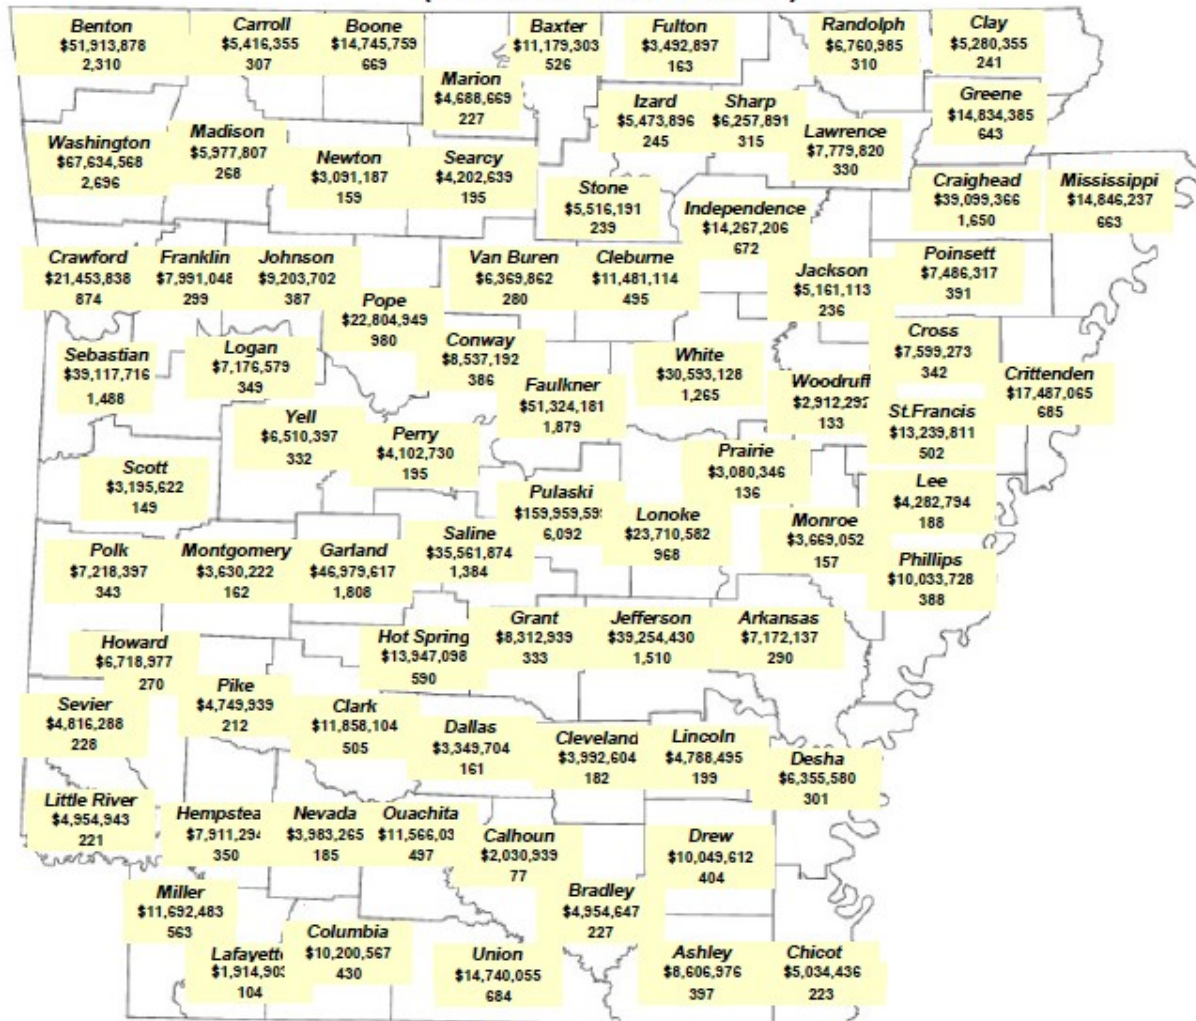 Benton
$51,913,878
2,310
Carroll
$5,416,355
307
Boone
$14,745,759
669
Baxter
$11,179,303
526
Fulton
$3,492,897
163
Randolph
$6,760,985
310
Clay
$5,280,355
241
Marion
$4,688,669
227
Izard
$5,473,896
245
Sharp
$6,257,891
315
Greene
$14,834,385
643
Washington
$67,634,568
2,696
Madison
$5,977,807
268
Newton
$3,091,187
159
Searcy
$4,202,639
195
Lawrence
$7,779,820
330
Stone
$5,516,191
239
Independence
$14,267,206
672
Craighead
$39,099,366
1,650
Mississippi
$14,846,237
663
Crawford
$21,453,838
874
Franklin
$7,991,048
299
Johnson
$9,203,702
387
Van Buren
$6,369,862
280
Cleburne
$11,481,114
495
Jackson
$5,161,113
236
Poinsett
$7,486,317
391
Pope
$22,804,949
980
Conway
$8,537,192
386
Cross
$7,599,273
342
Sebastian
$39,117,716
1,488
Logan
$7,176,579
349
Faulkner
$51,324,181
1,879
White
$30,593,128
1,265
Woodruff
$2,912,292
133
Crittenden
$17,487,065
685
St.Francis
$13,239,811
502
Yell
$6,510,397
332
Perry
$4,102,730
195
Prairie
$3,080,346
136
Scott
$3,195,622
149
Pulaski
$159,959,59
6,092
Lonoke
$23,710,582
968
Lee
$4,282,794
188
Monroe
$3,669,052
157
Polk
$7,218,397
343
Montgomery
$3,630,222
162
Garland
$46,979,617
1,808
Saline
$35,561,874
1,384
Phillips
$10,033,728
388
Howard
$6,718,977
270
Hot Spring
$13,947,098
590
Grant
$8,312,939
333
Jefferson
$39,254,430
1,510
Arkansas
$7,172,137
290
Pike
$4,749,939
212
Sevier
$4,816,288
228
Clark
$11,858,104
505
Dallas
$3,349,704
161
Cleveland
$3,992,604
182
Lincoln
$4,788,495
199
Desha
$6,355,580
301
Little River
$4,954,943
221
Hempstea
$7,911,294
350
Nevada
$3,983,265
185
Ouachita
$11,566,03
497
Calhoun
$2,030,939
77
Drew
$10,049,612
404
Miller
$11,692,483
563
Bradley
$4,954,647
227
Lafayett
$1,914,903
104
Columbia
$10,200,567
430
Union
$14,740,055
684
Ashley
$8,606,976
397
Chicot
$5,034,436
223